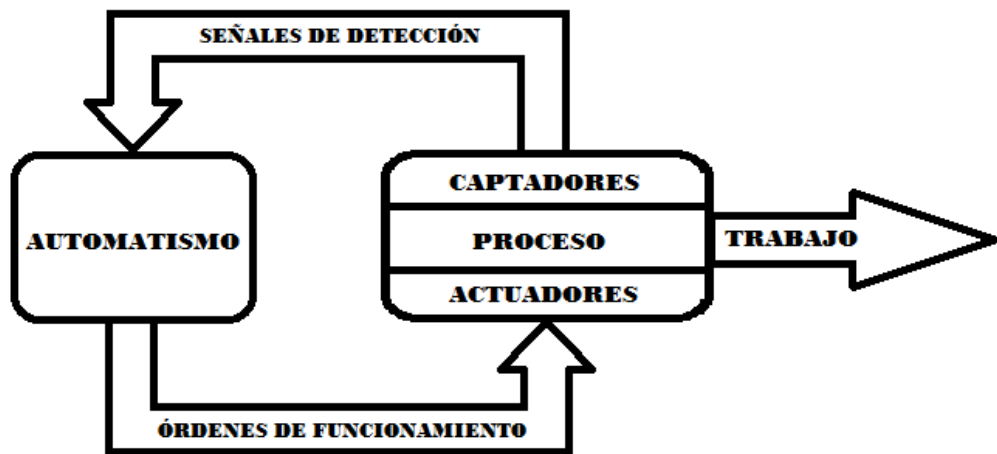 SEÑALES DE DETECCIÓN
CAPTADORES
AUTOMATISMO
PROCESO
TRABAJO
ACTUADORES
ÓRDENES DE FUNCIONAMIENTO